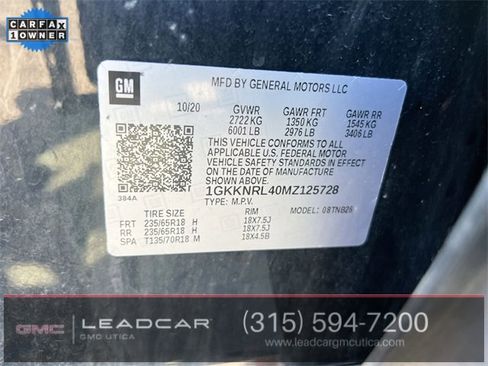 CARFAX
1 OWNER
GM
MFD BY GENERAL MOTORS LLC
10/20 GVWR GAWR FRT GAWR RR
2722 KG 1350 KG 1545 KG
6001 LB 2976 LB 3406 LB
THIS VEHICLE CONFORMS TO ALL
APPLICABLE U.S. FEDERAL MOTOR
VEHICLE SAFETY STANDARDS IN EFFECT ON
THE DATE OF MANUFACTURE SHOWN ABOVE.
1GKKNRL40MZ125728
384A TYPE: M.P.V. MODEL: 08TNB26
TIRE SIZE RIM
FRT 235/65R18 H 18X7.5J
RR 235/65R18 H 18X7.5J
SPA T135/70R18 M 18X4.5B
GMC LEADCAR
GMC UTICA
(315) 594-7200
www.leadcargmcutica.com